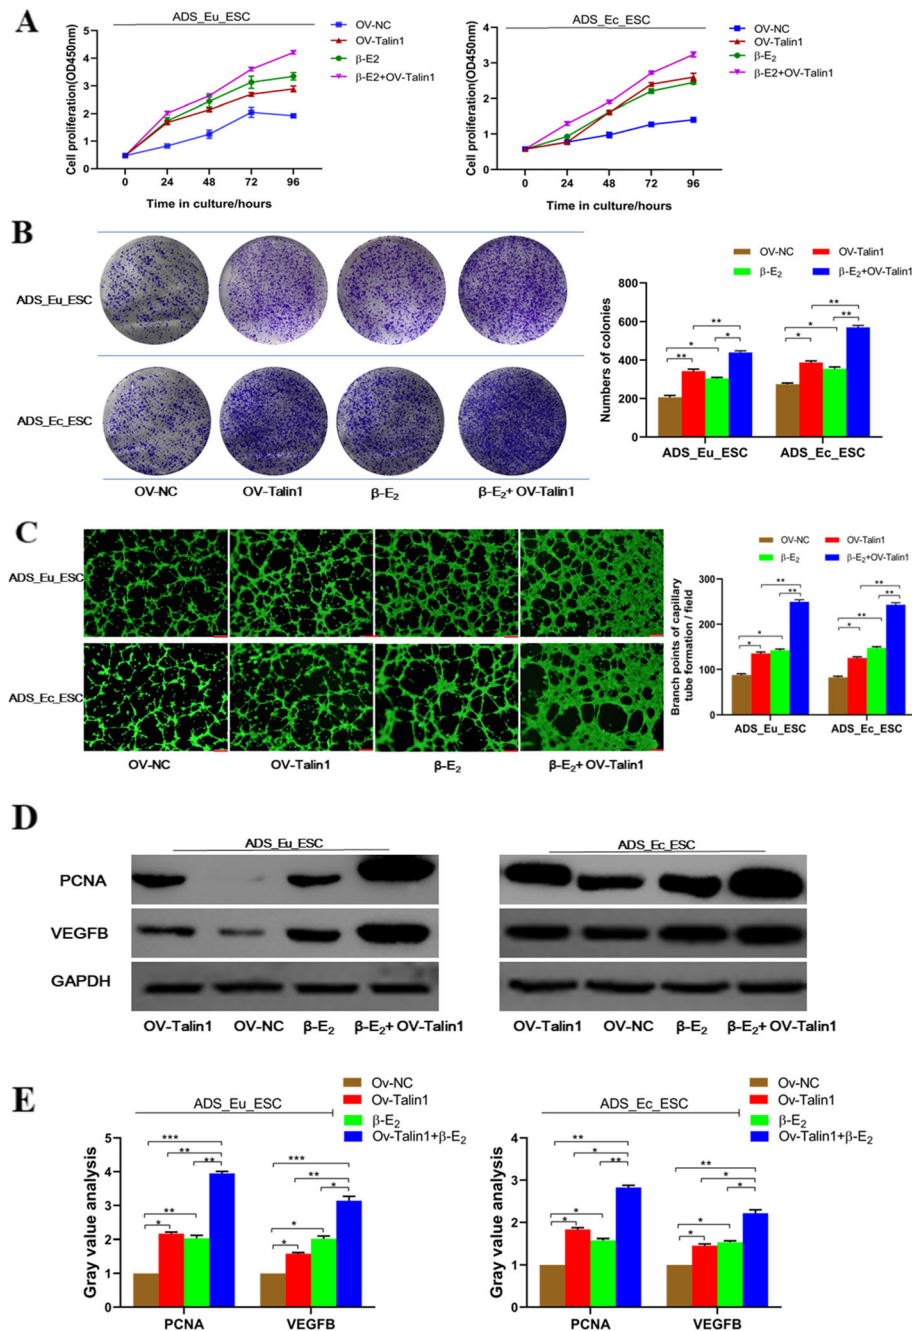 A
ADS_Eu_ESC
Cell proliferation(OD450nm)
5
4
3
2
1
0
0 24 48 72 96
Time in culture/hours
OV-NC
OV-Talin1
β-E2
β-E2+OV-Talin1
ADS_Ec_ESC
Cell proliferation(OD450nm)
4
3
2
1
0
0 24 48 72 96
Time in culture/hours
OV-NC
OV-Talin1
β-E₂
β-E2+OV-Talin1
B
ADS_Eu_ESC
ADS_Ec_ESC
OV-NC OV-Talin1 β-E₂ β-E₂+ OV-Talin1
OV-NC OV-Talin1
β-E₂ β-E₂+OV-Talin1
Numbers of colonies
800
600
400
200
0
** * ** *
** * * **
ADS_Eu_ESC ADS_Ec_ESC
C
ADS_Eu_ESC
ADS_Ec_ESC
OV-NC OV-Talin1 β-E₂ β-E₂+ OV-Talin1
OV-NC OV-Talin1
β-E₂ β-E₂+OV-Talin1
Branch points of capillary
tube formation / field
300
200
100
0
** ** * *
** ** ** *
ADS_Eu_ESC ADS_Ec_ESC
D
ADS_Eu_ESC
ADS_Ec_ESC
PCNA
VEGFB
GAPDH
OV-Talin1 OV-NC β-E₂ β-E₂+ OV-Talin1
OV-Talin1 OV-NC β-E₂ β-E₂+ OV-Talin1
E
ADS_Eu_ESC
Ov-NC
Ov-Talin1
β-E₂
Ov-Talin1+β-E₂
Gray value analysis
5
4
3
2
1
0
*** ** ** ** *
*** ** * * *
PCNA VEGFB
ADS_Ec_ESC
Ov-NC
Ov-Talin1
β-E₂
Ov-Talin1+β-E₂
Gray value analysis
4
3
2
1
0
** * ** * *
** * * * *
PCNA VEGFB